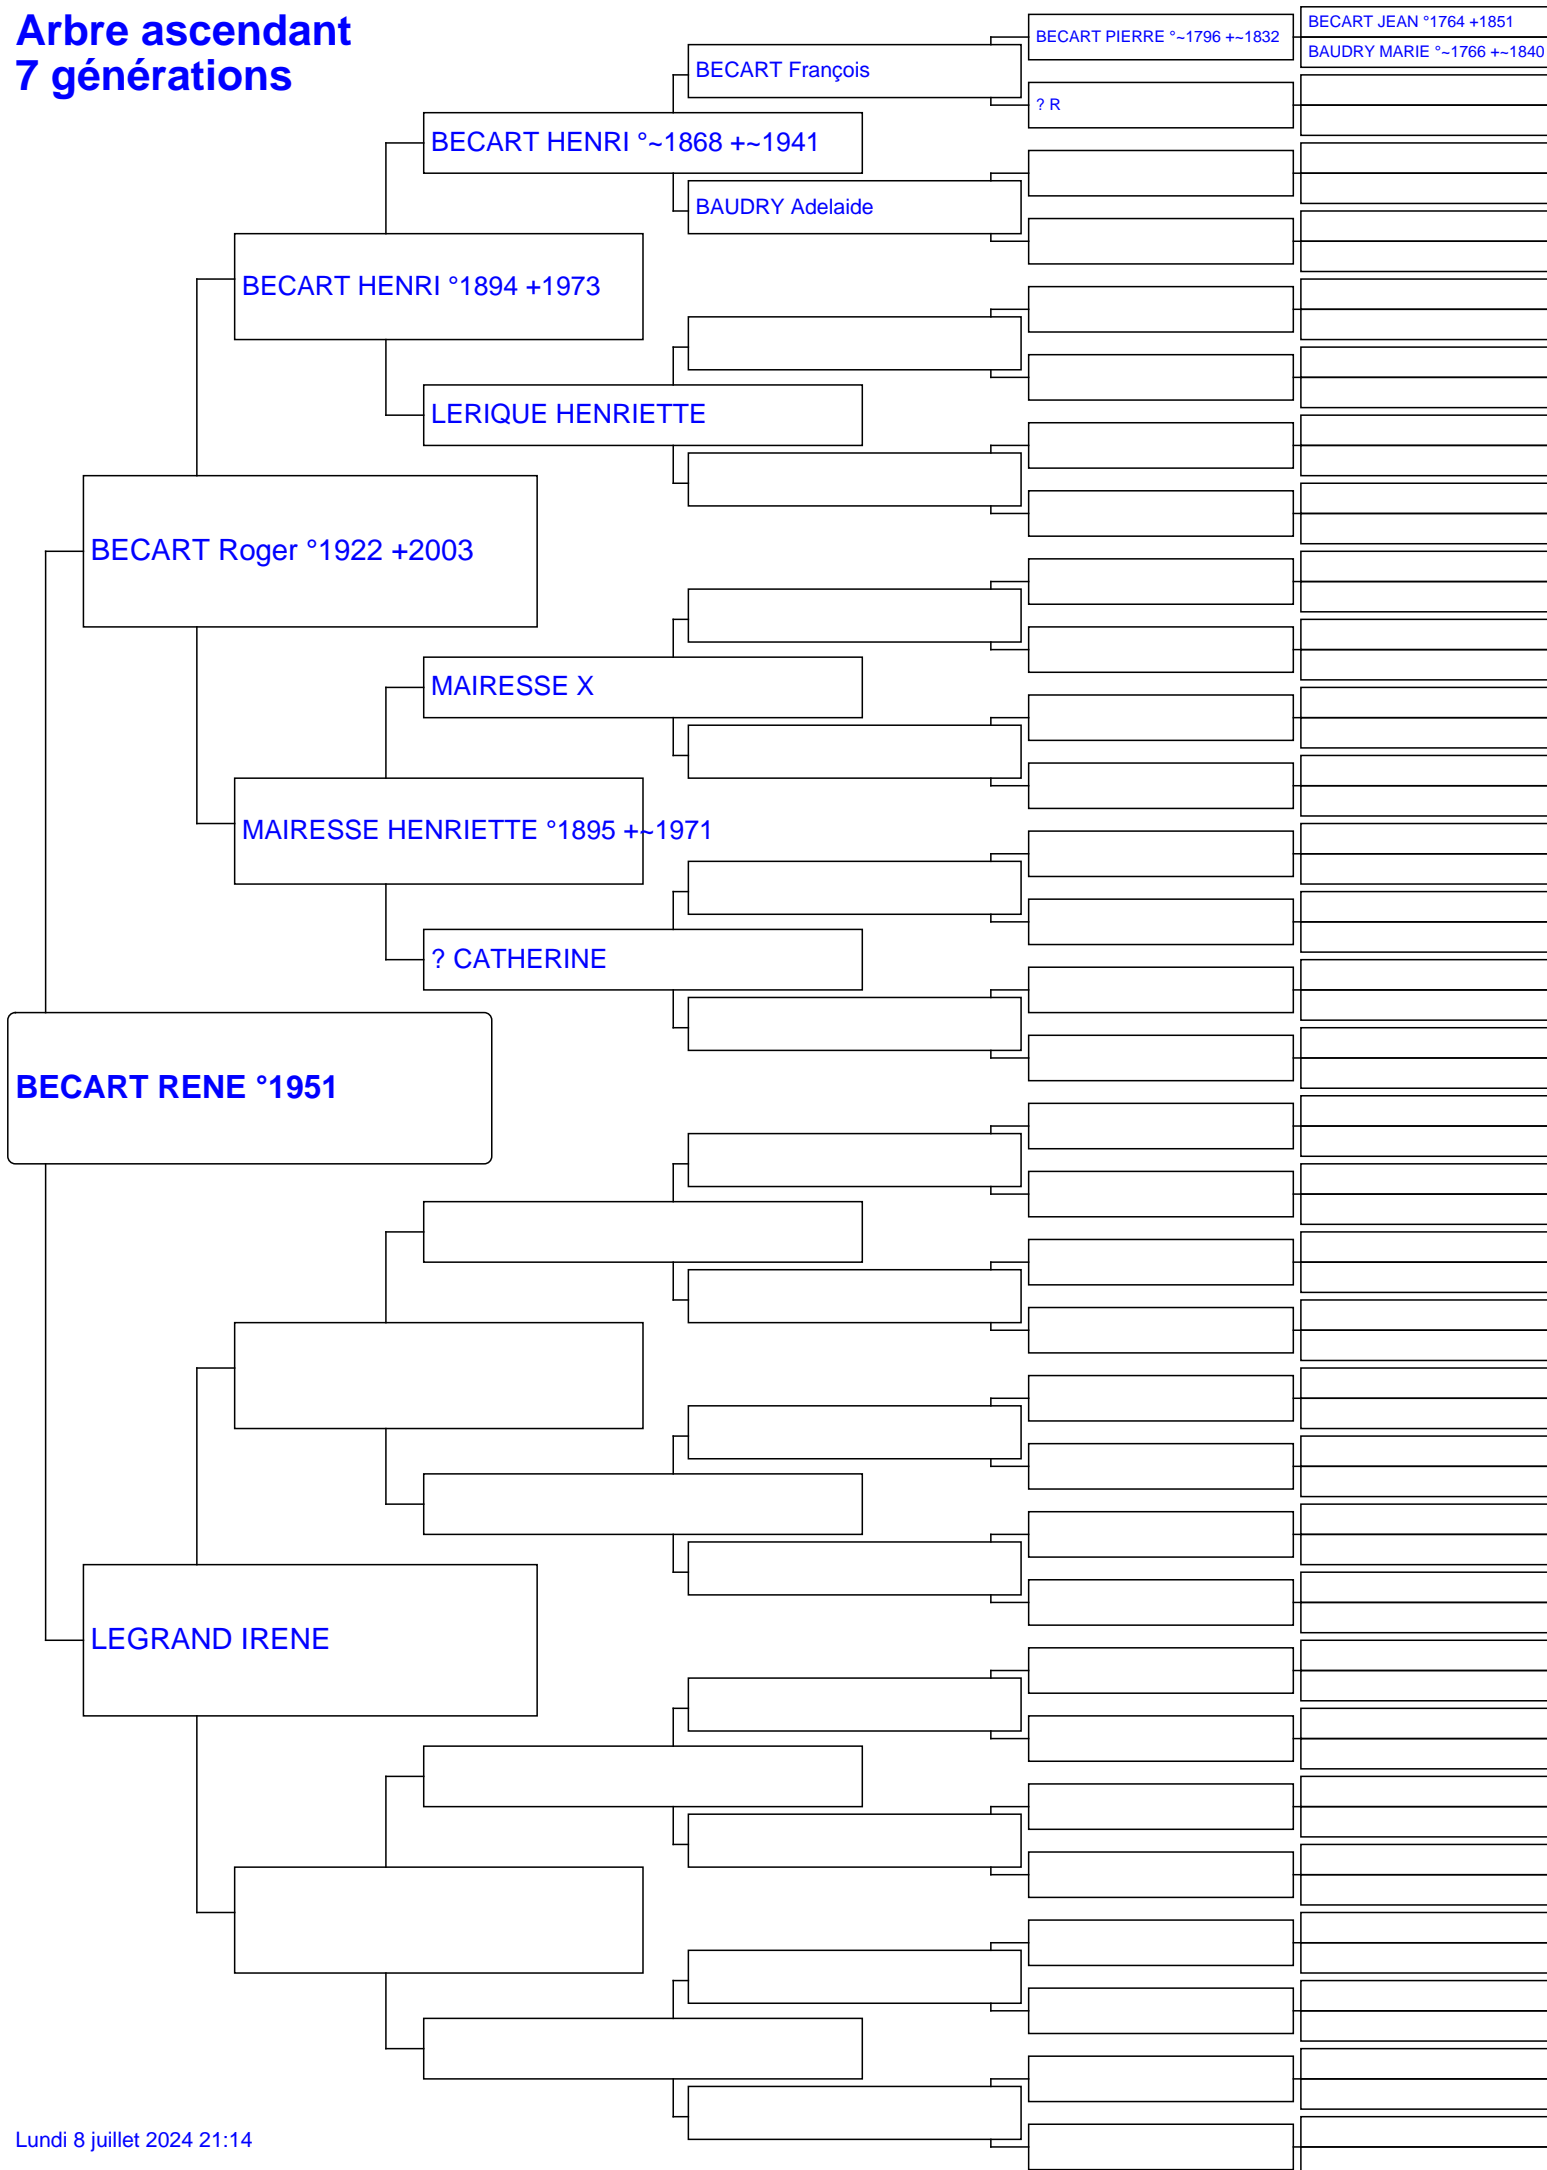 Arbre ascendant
7 générations
BECART JEAN °1764 +1851
BECART PIERRE °~1796 +~1832
BAUDRY MARIE °~1766 +~1840
BECART François
? R
BECART HENRI °~1868 +~1941
BAUDRY Adelaide
BECART HENRI °1894 +1973
LERIQUE HENRIETTE
BECART Roger °1922 +2003
MAIRESSE X
MAIRESSE HENRIETTE °1895 +~1971
? CATHERINE
BECART RENE °1951
LEGRAND IRENE
Lundi 8 juillet 2024 21:14